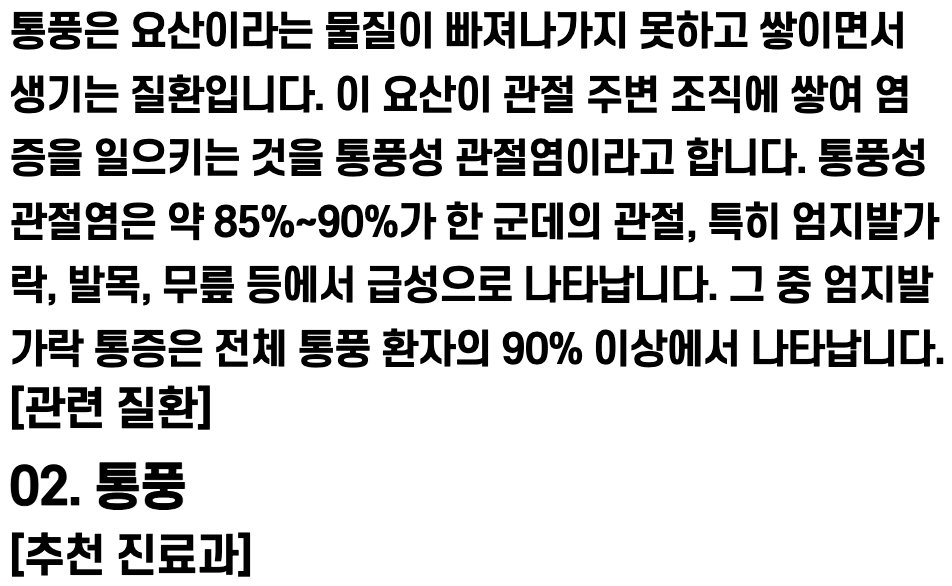 통풍은 요산이라는 물질이 빠져나가지 못하고 쌓이면서
생기는 질환입니다. 이 요산이 관절 주변 조직에 쌓여 염
증을 일으키는 것을 통풍성 관절염이라고 합니다. 통풍성
관절염은 약 85%~90%가 한 군데의 관절, 특히 엄지발가
락, 발목, 무릎 등에서 급성으로 나타납니다. 그 중 엄지발
가락 통증은 전체 통풍 환자의 90% 이상에서 나타납니다.
[관련 질환]
02. 통풍
[추천 진료과]